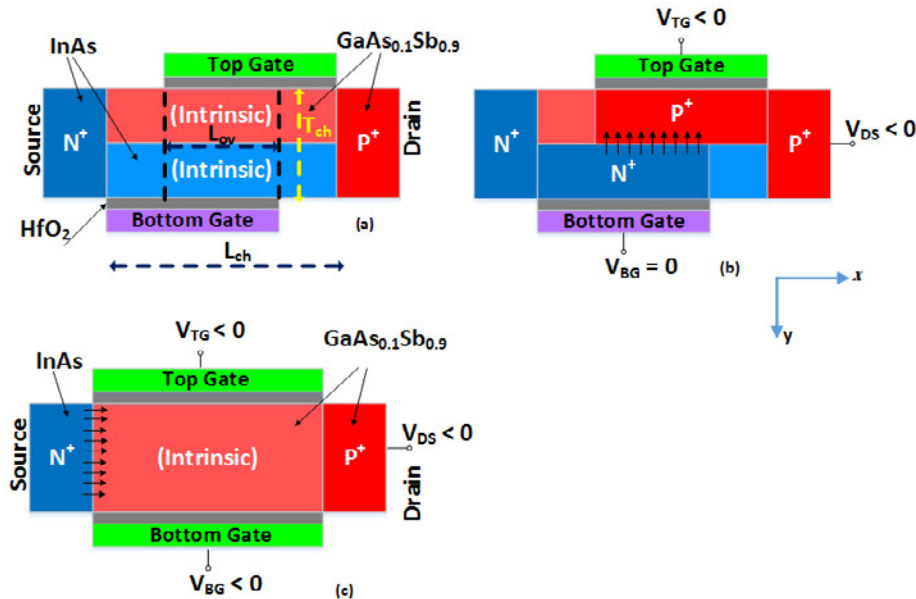 InAs
GaAs0.1Sb0.9
Top Gate
(Intrinsic)
Tch
Source
N+
Lov
P+
Drain
(Intrinsic)
HfO2
Bottom Gate
(a)
Lch
VTG < 0
Top Gate
P+
N+
P+
VDS < 0
N+
Bottom Gate
VBG = 0
(b)
x
y
VTG < 0
GaAs0.1Sb0.9
InAs
Top Gate
Source
N+
(Intrinsic)
P+
VDS < 0
Drain
Bottom Gate
VBG < 0
(c)